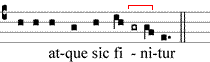 at-que sic fi - ni-tur